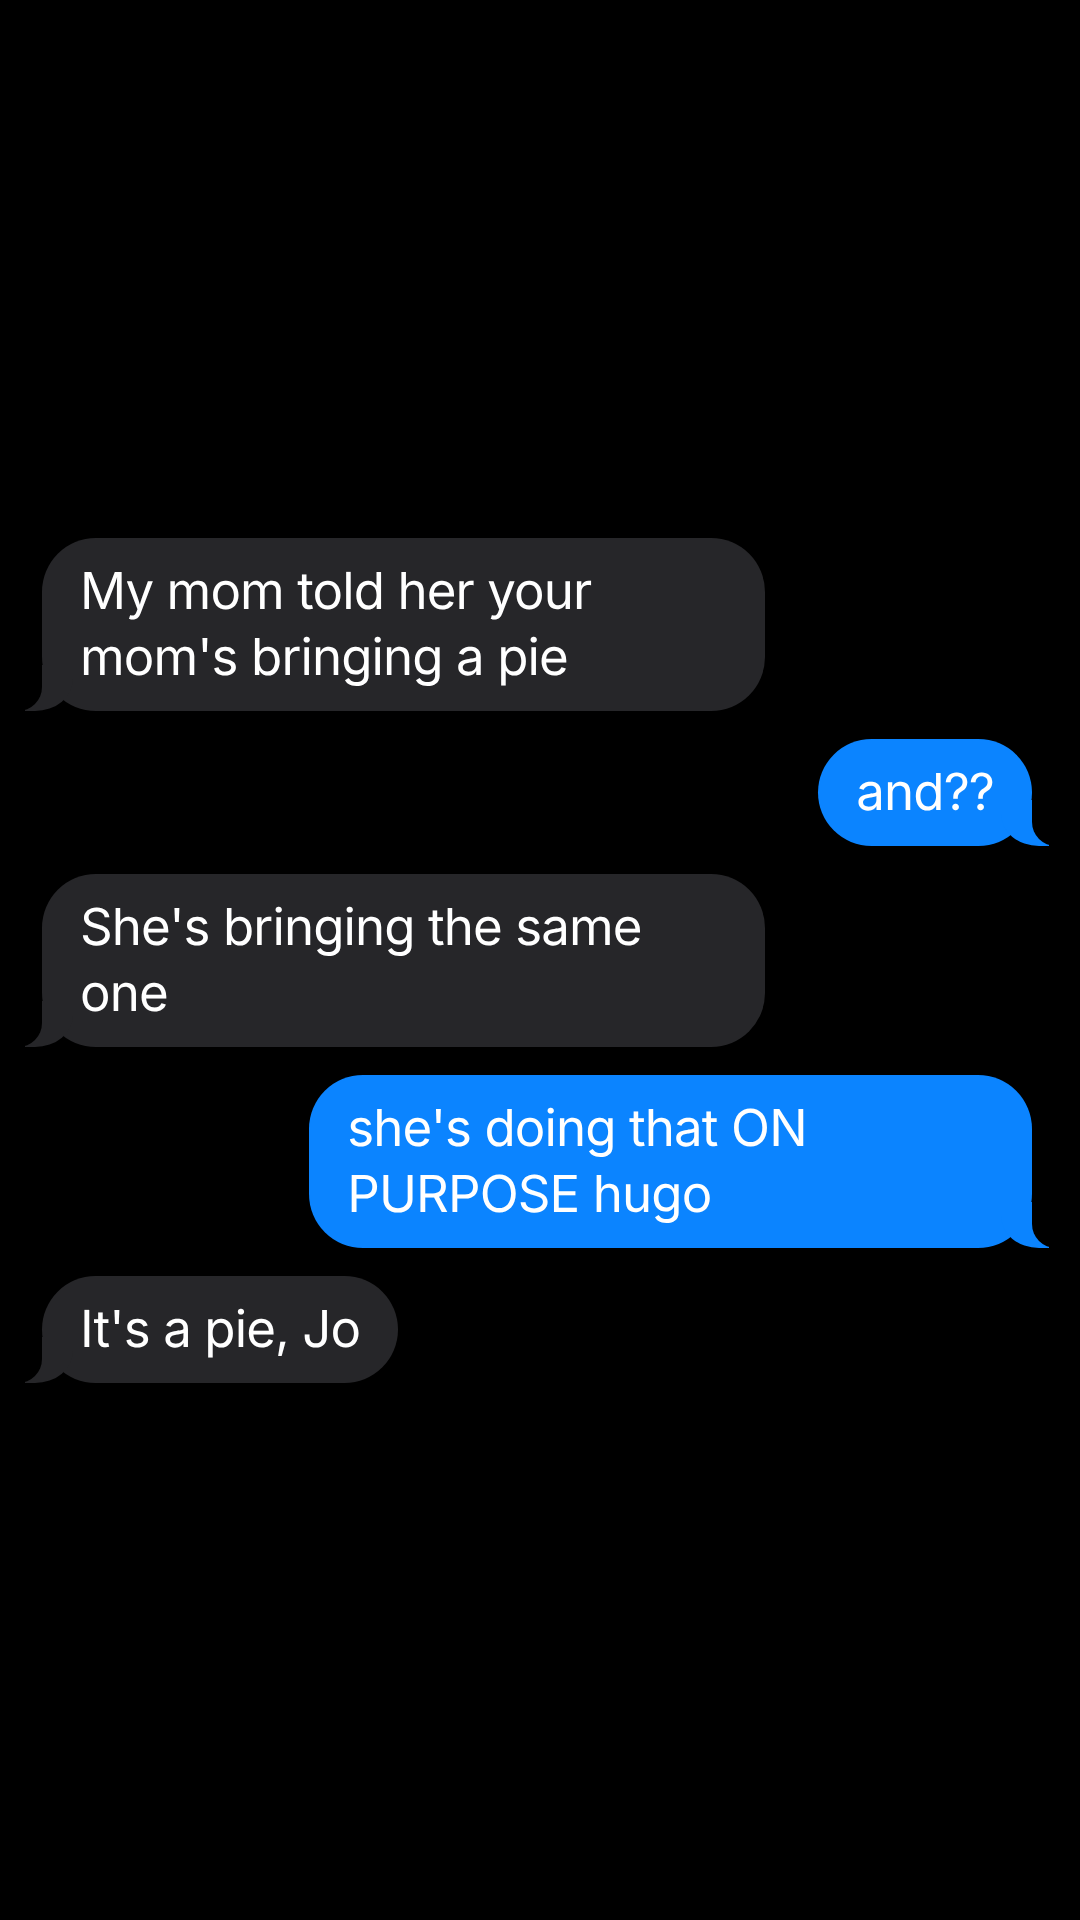 My mom told her your
mom's bringing a pie
and??
She's bringing the same
one
she's doing that ON
PURPOSE hugo
It's a pie, Jo